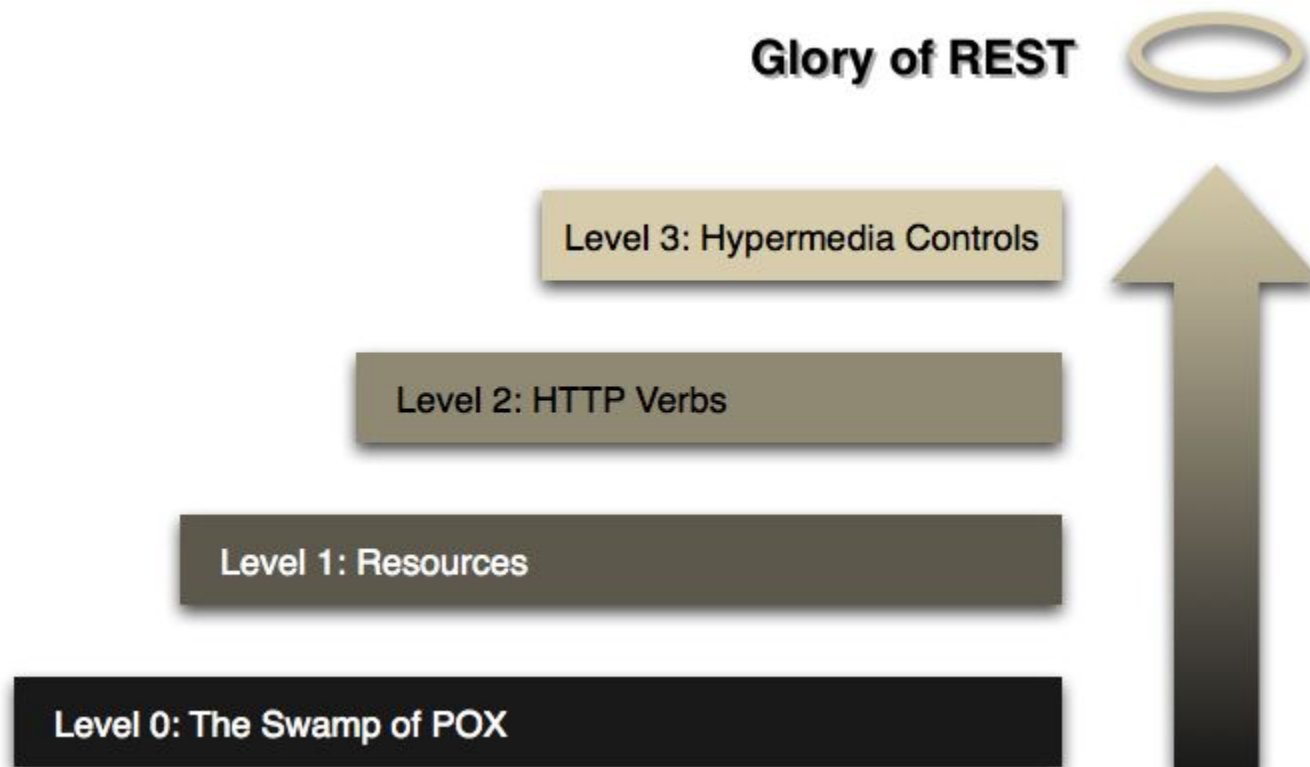 Glory of REST
Level 3: Hypermedia Controls
Level 2: HTTP Verbs
Level 1: Resources
Level 0: The Swamp of POX